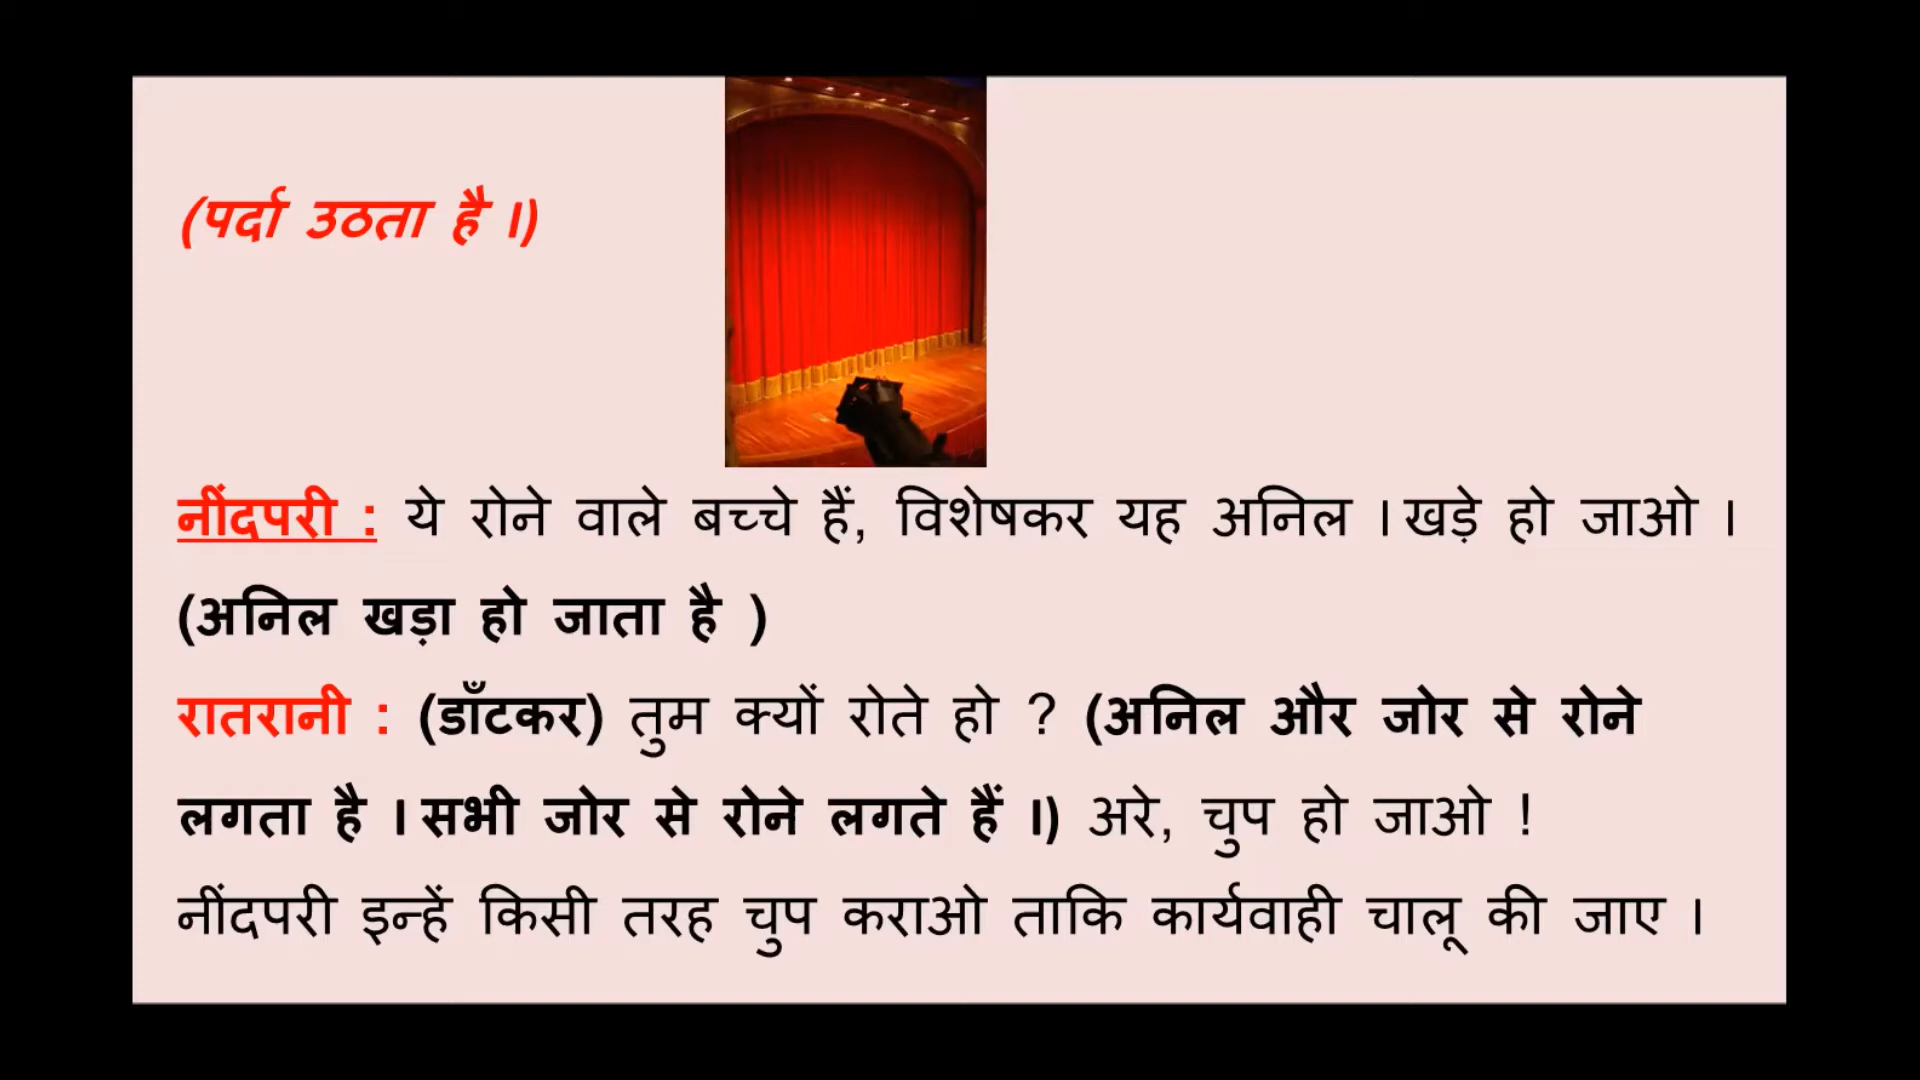 (पर्दा उठता है ।)
नींदपरी : ये रोने वाले बच्चे हैं, विशेषकर यह अनिल । खड़े हो जाओ ।
(अनिल खड़ा हो जाता है )
रातरानी : (डाँटकर) तुम क्यों रोते हो ? (अनिल और जोर से रोने
लगता है । सभी जोर से रोने लगते हैं ।) अरे, चुप हो जाओ !
नींदपरी इन्हें किसी तरह चुप कराओ ताकि कार्यवाही चालू की जाए ।